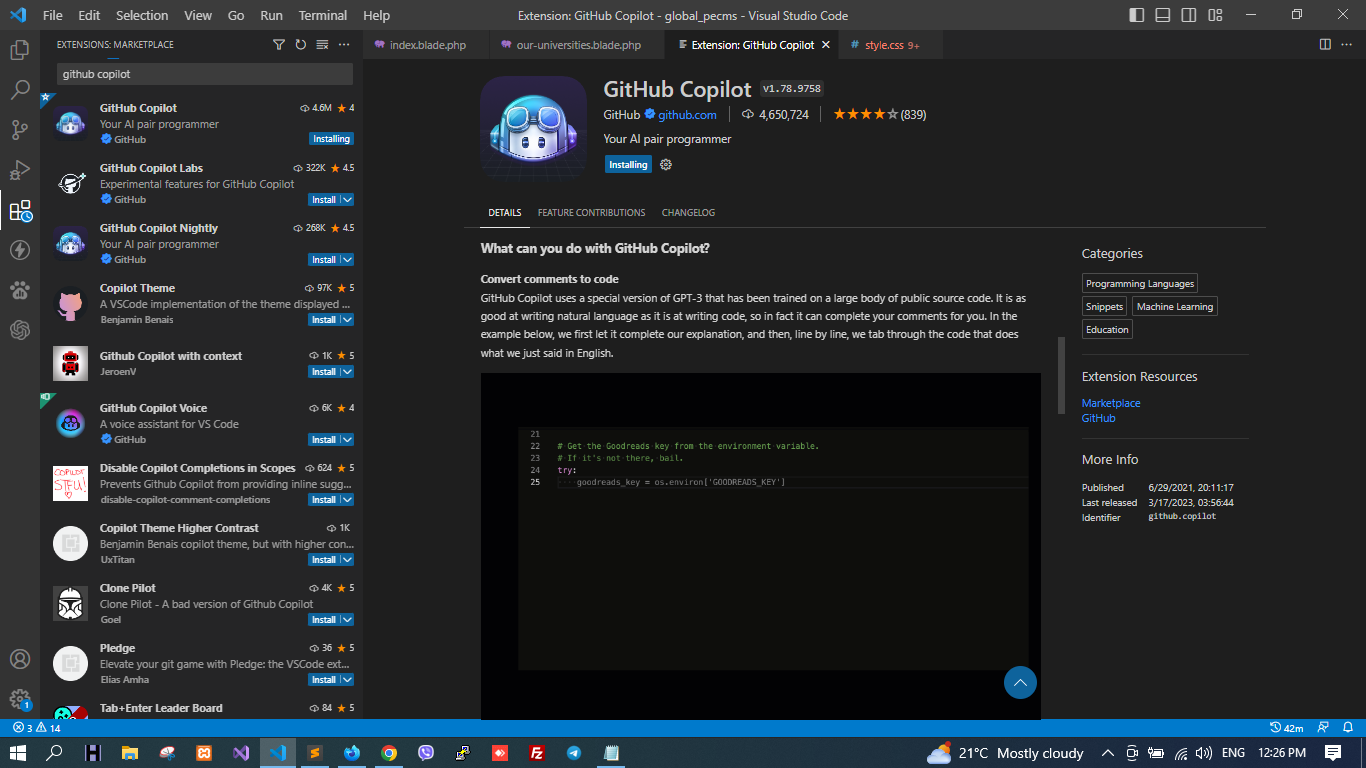 File Edit Selection View Go Run Terminal Help
Extension: GitHub Copilot - global_pecms - Visual Studio Code
EXTENSIONS: MARKETPLACE
github copilot
GitHub Copilot 4.6M 4
Your AI pair programmer
GitHub Installing
GitHub Copilot Labs 322K 4.5
Experimental features for GitHub Copilot
GitHub Install
GitHub Copilot Nightly 268K 4.5
Your AI pair programmer
GitHub Install
Copilot Theme 97K 5
A VSCode implementation of the theme displayed ...
Benjamin Benais Install
Github Copilot with context 1K 5
JeroenV Install
GitHub Copilot Voice 6K 4
A voice assistant for VS Code
GitHub Install
COPILOT STFU!
Disable Copilot Completions in Scopes 624 5
Prevents Github Copilot from providing inline sugg...
disable-copilot-comment-completions Install
Copilot Theme Higher Contrast 1K
Benjamin Benais copilot theme, but with higher con...
UxTitan Install
Clone Pilot 4K 5
Clone Pilot - A bad version of Github Copilot
Goel Install
Pledge 36 5
Elevate your git game with Pledge: the VSCode ext...
Elias Amha Install
Tab+Enter Leader Board 84 5
index.blade.php our-universities.blade.php Extension: GitHub Copilot style.css 9+
GitHub Copilot v1.78.9758
GitHub github.com 4,650,724 (839)
Your AI pair programmer
Installing
DETAILS FEATURE CONTRIBUTIONS CHANGELOG
What can you do with GitHub Copilot?
Convert comments to code
GitHub Copilot uses a special version of GPT-3 that has been trained on a large body of public source code. It is as
good at writing natural language as it is at writing code, so in fact it can complete your comments for you. In the
example below, we first let it complete our explanation, and then, line by line, we tab through the code that does
what we just said in English.
21
22 # Get the Goodreads key from the environment variable.
23 # If it's not there, bail.
24 try:
25 goodreads_key = os.environ['GOODREADS_KEY']
Categories
Programming Languages
Snippets Machine Learning
Education
Extension Resources
Marketplace
GitHub
More Info
Published 6/29/2021, 20:11:17
Last released 3/17/2023, 03:56:44
Identifier github.copilot
1
3 14 42m
21°C Mostly cloudy ENG 12:26 PM